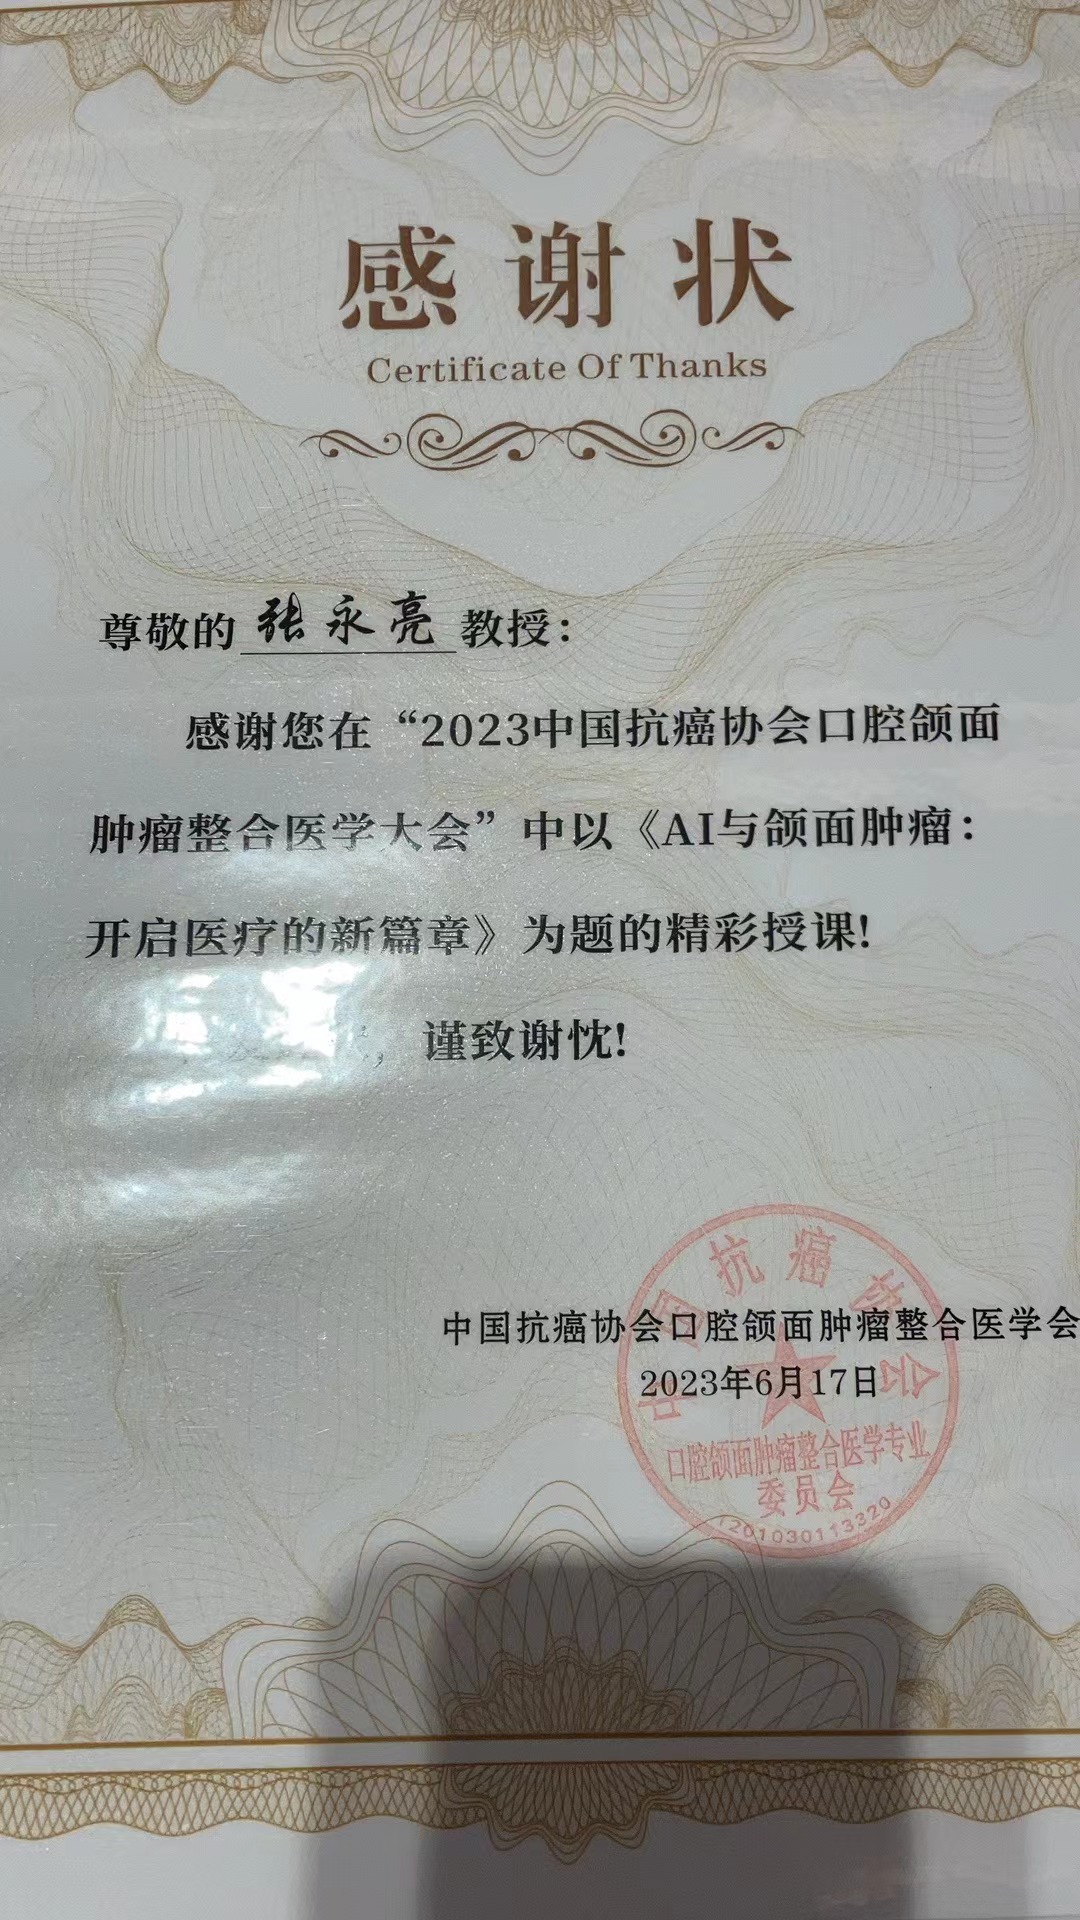 感谢状
Certificate Of Thanks
尊敬的 张永亮 教授：
感谢您在“2023中国抗癌协会口腔颌面
肿瘤整合医学大会”中以《AI与颌面肿瘤：
开启医疗的新篇章》为题的精彩授课!
谨致谢忱!
中国抗癌协会口腔颌面肿瘤整合医学会
2023年6月17日
中国抗癌协会
口腔颌面肿瘤整合医学专业
委员会
1201030113320